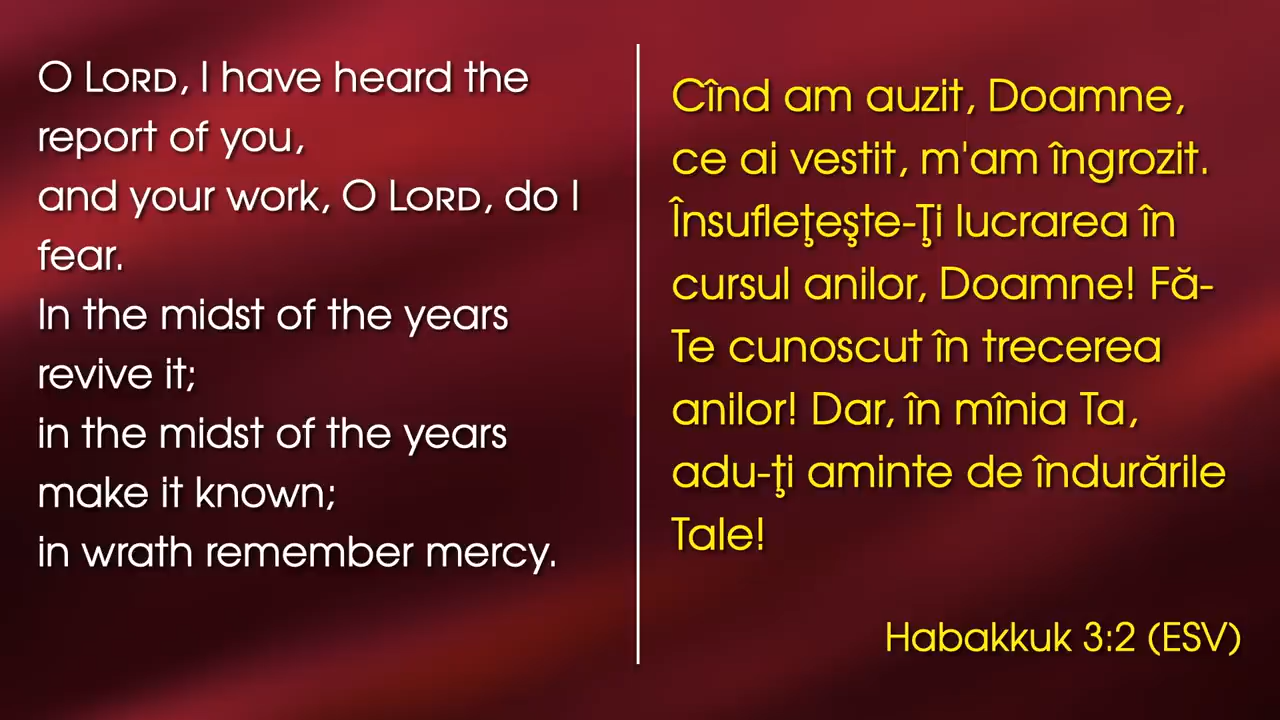 O LORD, I have heard the
report of you,
and your work, O LORD, do I
fear.
In the midst of the years
revive it;
in the midst of the years
make it known;
in wrath remember mercy.
Cînd am auzit, Doamne,
ce ai vestit, m'am îngrozit.
Însufleţeşte-Ţi lucrarea în
cursul anilor, Doamne! Fă-
Te cunoscut în trecerea
anilor! Dar, în mînia Ta,
adu-ţi aminte de îndurările
Tale!
Habakkuk 3:2 (ESV)